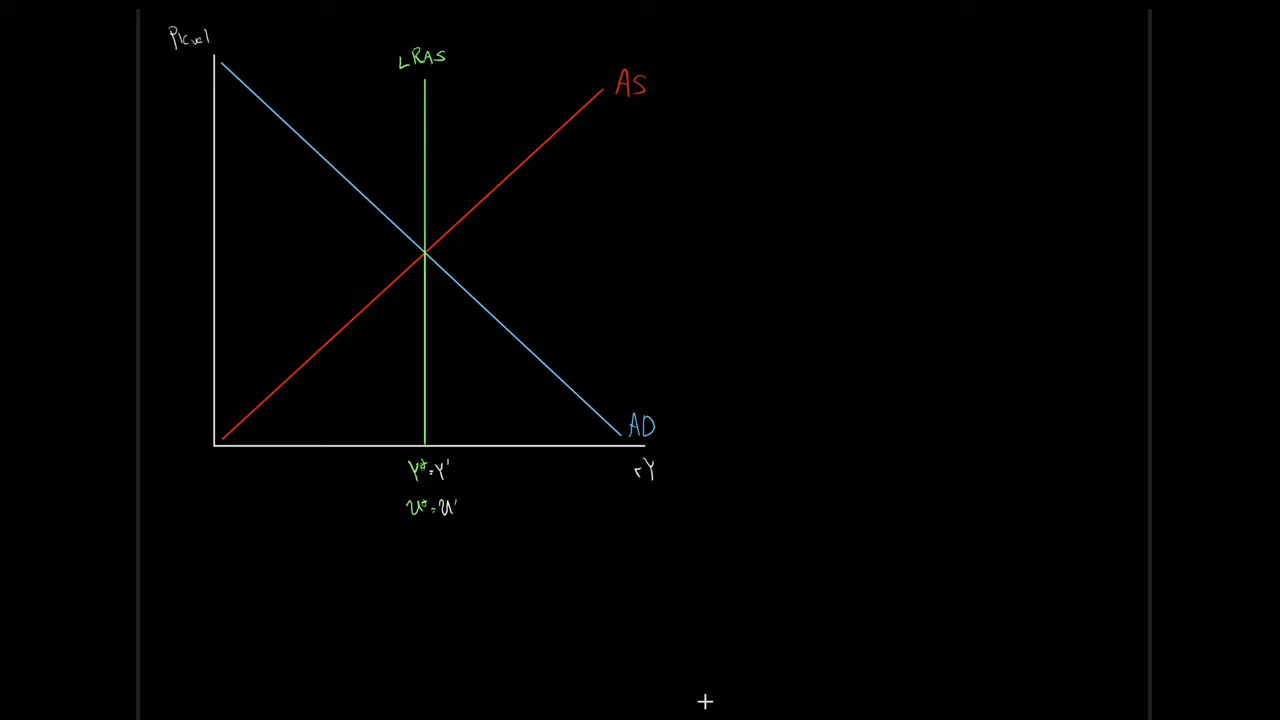 Plevel
LRAS
AS
AD
Y* = Y'
rY
U* = U'